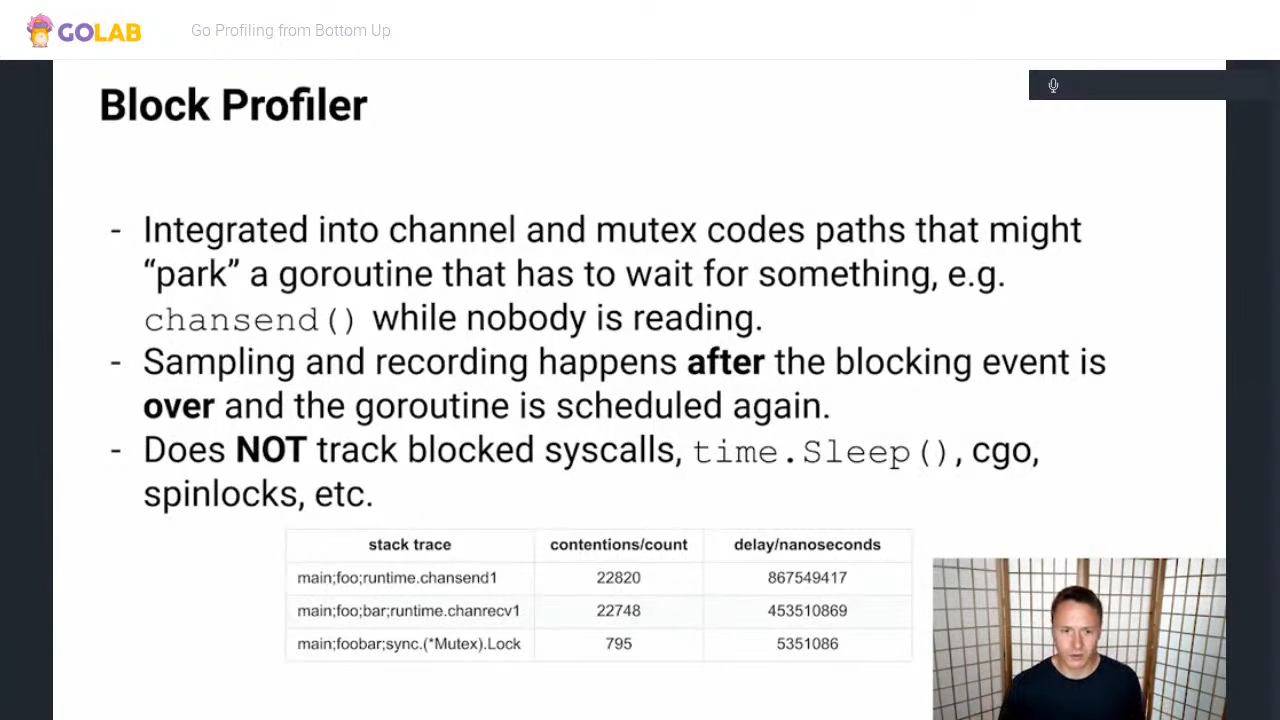 GOLAB
Go Profiling from Bottom Up
Block Profiler
- Integrated into channel and mutex codes paths that might
“park” a goroutine that has to wait for something, e.g.
chansend() while nobody is reading.
- Sampling and recording happens after the blocking event is
over and the goroutine is scheduled again.
- Does NOT track blocked syscalls, time.Sleep(), cgo,
spinlocks, etc.
stack trace contentions/count delay/nanoseconds
main;foo;runtime.chansend1 22820 867549417
main;foo;bar;runtime.chanrecv1 22748 453510869
main;foobar;sync.(*Mutex).Lock 795 5351086